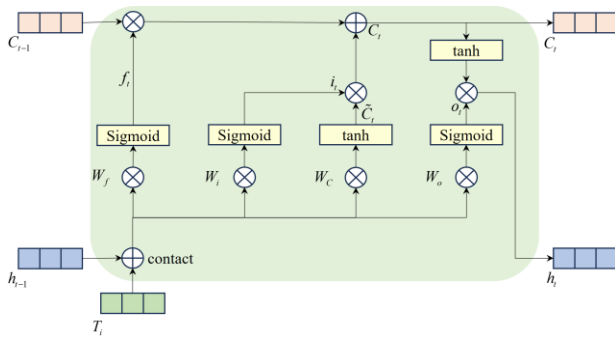 C_{t-1}
C_t
C_t
tanh
f_t
i_t
o_t
C̃_t
Sigmoid
Sigmoid
tanh
Sigmoid
W_f
W_i
W_C
W_o
contact
h_{t-1}
h_t
T_i